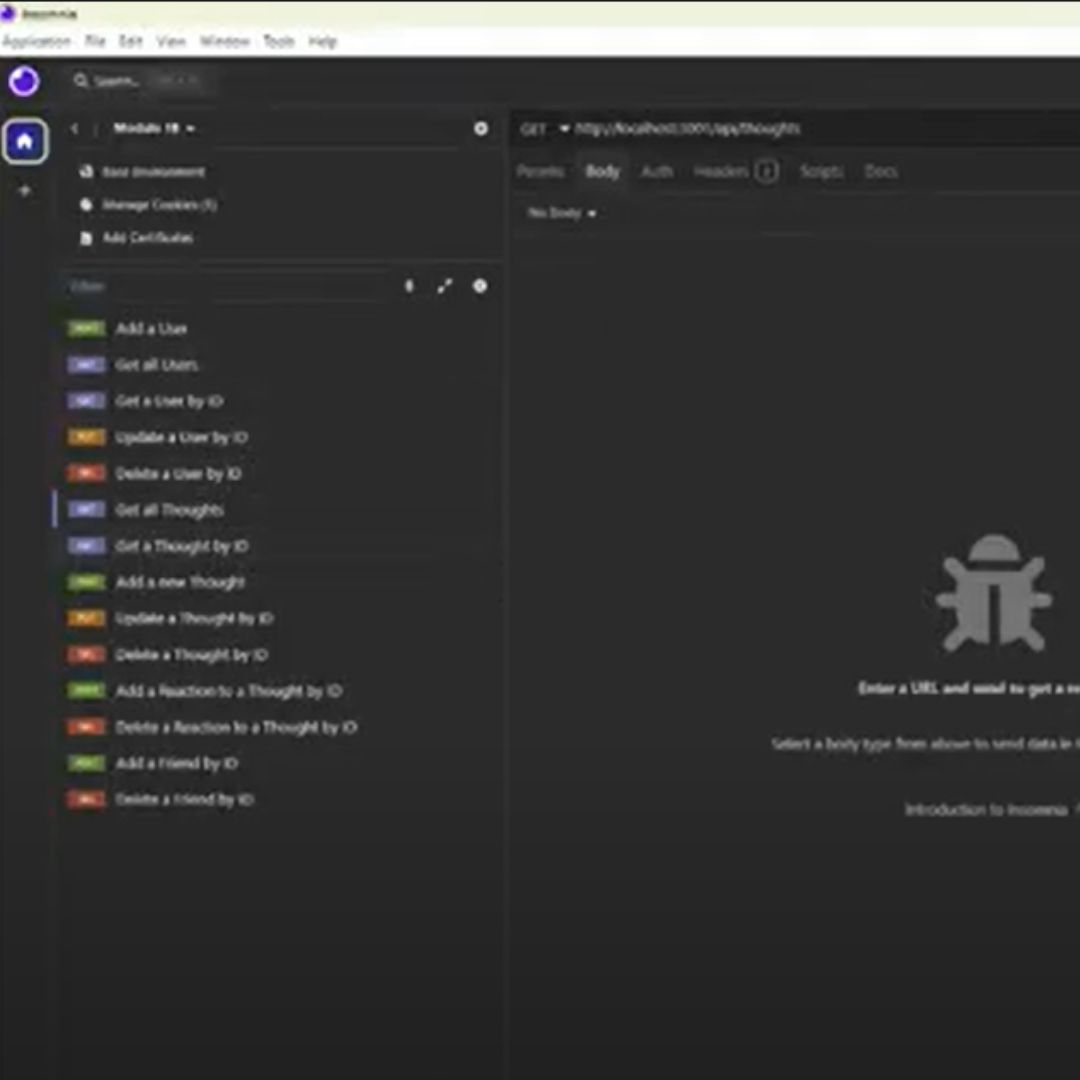 Insomnia
Application File Edit View Window Tools Help
Search..
Module 18
GET http://localhost:3001/api/thoughts
Base Environment
Params Body Auth Headers Scripts Docs
Manage Cookies (1)
No Body
Add Certificates
Filter
POST Add a User
GET Get all Users
GET Get a User by ID
PUT Update a User by ID
DEL Delete a User by ID
GET Get all Thoughts
GET Get a Thought by ID
POST Add a new Thought
PUT Update a Thought by ID
DEL Delete a Thought by ID
POST Add a Reaction to a Thought by ID
DEL Delete a Reaction to a Thought by ID
POST Add a Friend by ID
DEL Delete a Friend by ID
Enter a URL and send to get a
Select a body type from above to send data in
Introduction to Insomnia